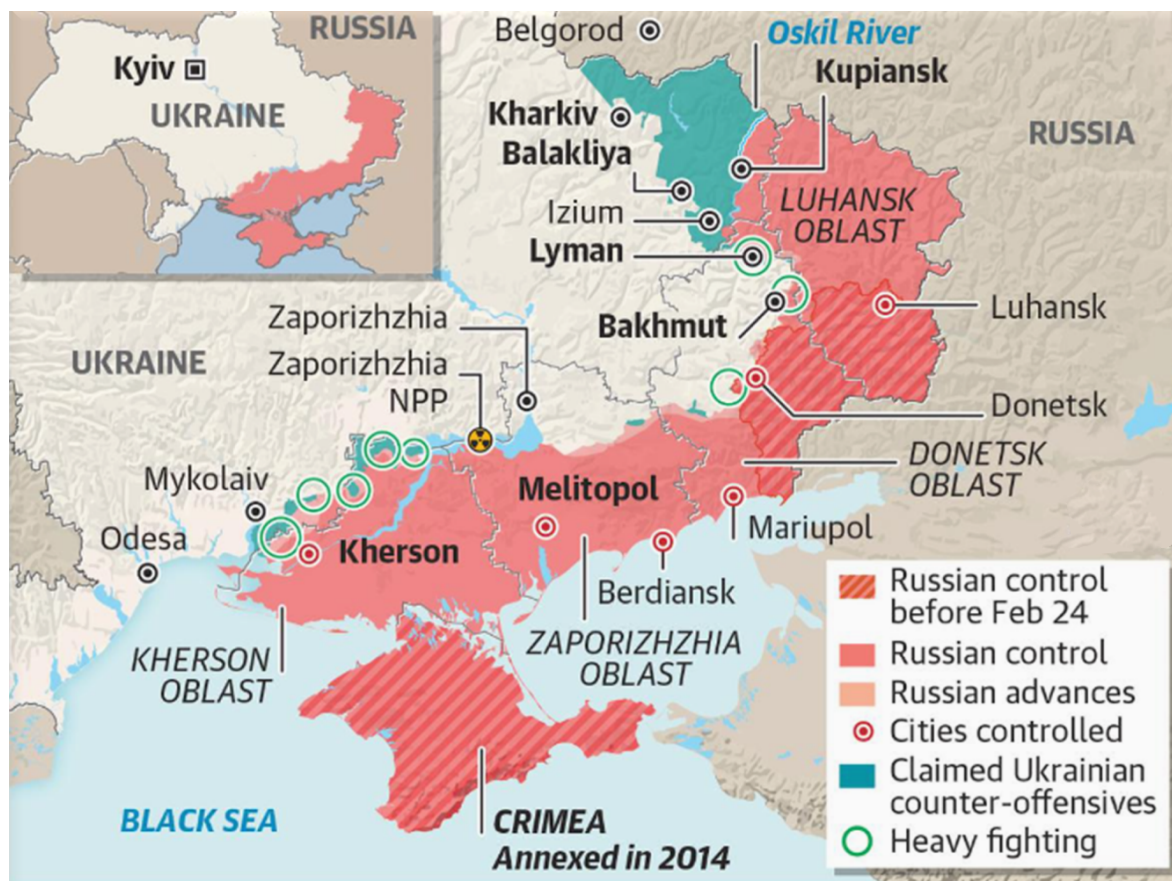 RUSSIA
Kyiv
UKRAINE
Belgorod
Oskil River
Kupiansk
Kharkiv
Balakliya
RUSSIA
Izium
LUHANSK
OBLAST
Lyman
Luhansk
Bakhmut
Zaporizhzhia
UKRAINE
Zaporizhzhia
NPP
Donetsk
DONETSK
OBLAST
Mykolaiv
Melitopol
Mariupol
Odesa
Kherson
Berdiansk
KHERSON
OBLAST
ZAPORIZHZHIA
OBLAST
BLACK SEA
CRIMEA
Annexed in 2014
Russian control
before Feb 24
Russian control
Russian advances
Cities controlled
Claimed Ukrainian
counter-offensives
Heavy fighting